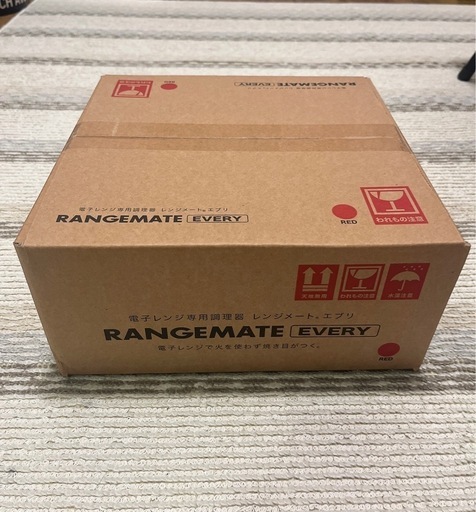 RANGEMATE EVERY
RED
電子レンジ専用調理器 レンジメート® エブリ
RANGEMATE EVERY
RED
われもの注意
天地無用
われもの注意
水濡注意
電子レンジ専用調理器 レンジメート® エブリ
RANGEMATE EVERY
電子レンジで火を使わず焼き目がつく。
RED